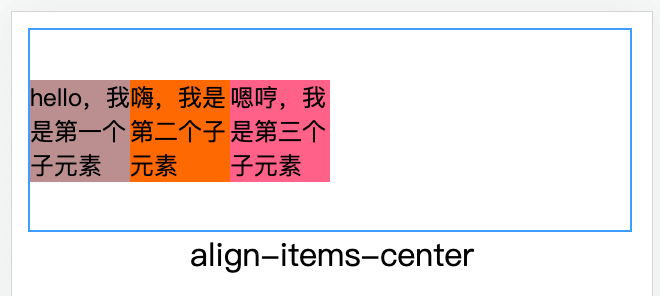 hello，我
是第一个
子元素
嗨，我是
第二个子
元素
嗯哼，我
是第三个
子元素
align-items-center